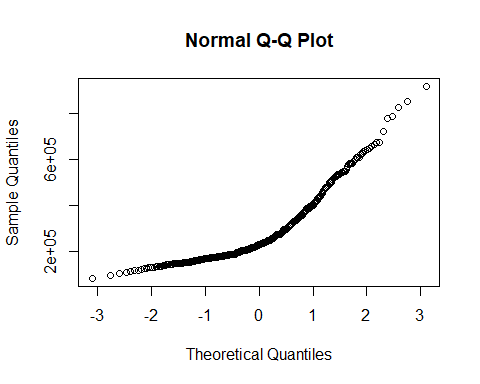 Normal Q-Q Plot
Sample Quantiles
6e+05
2e+05
-3 -2 -1 0 1 2 3
Theoretical Quantiles